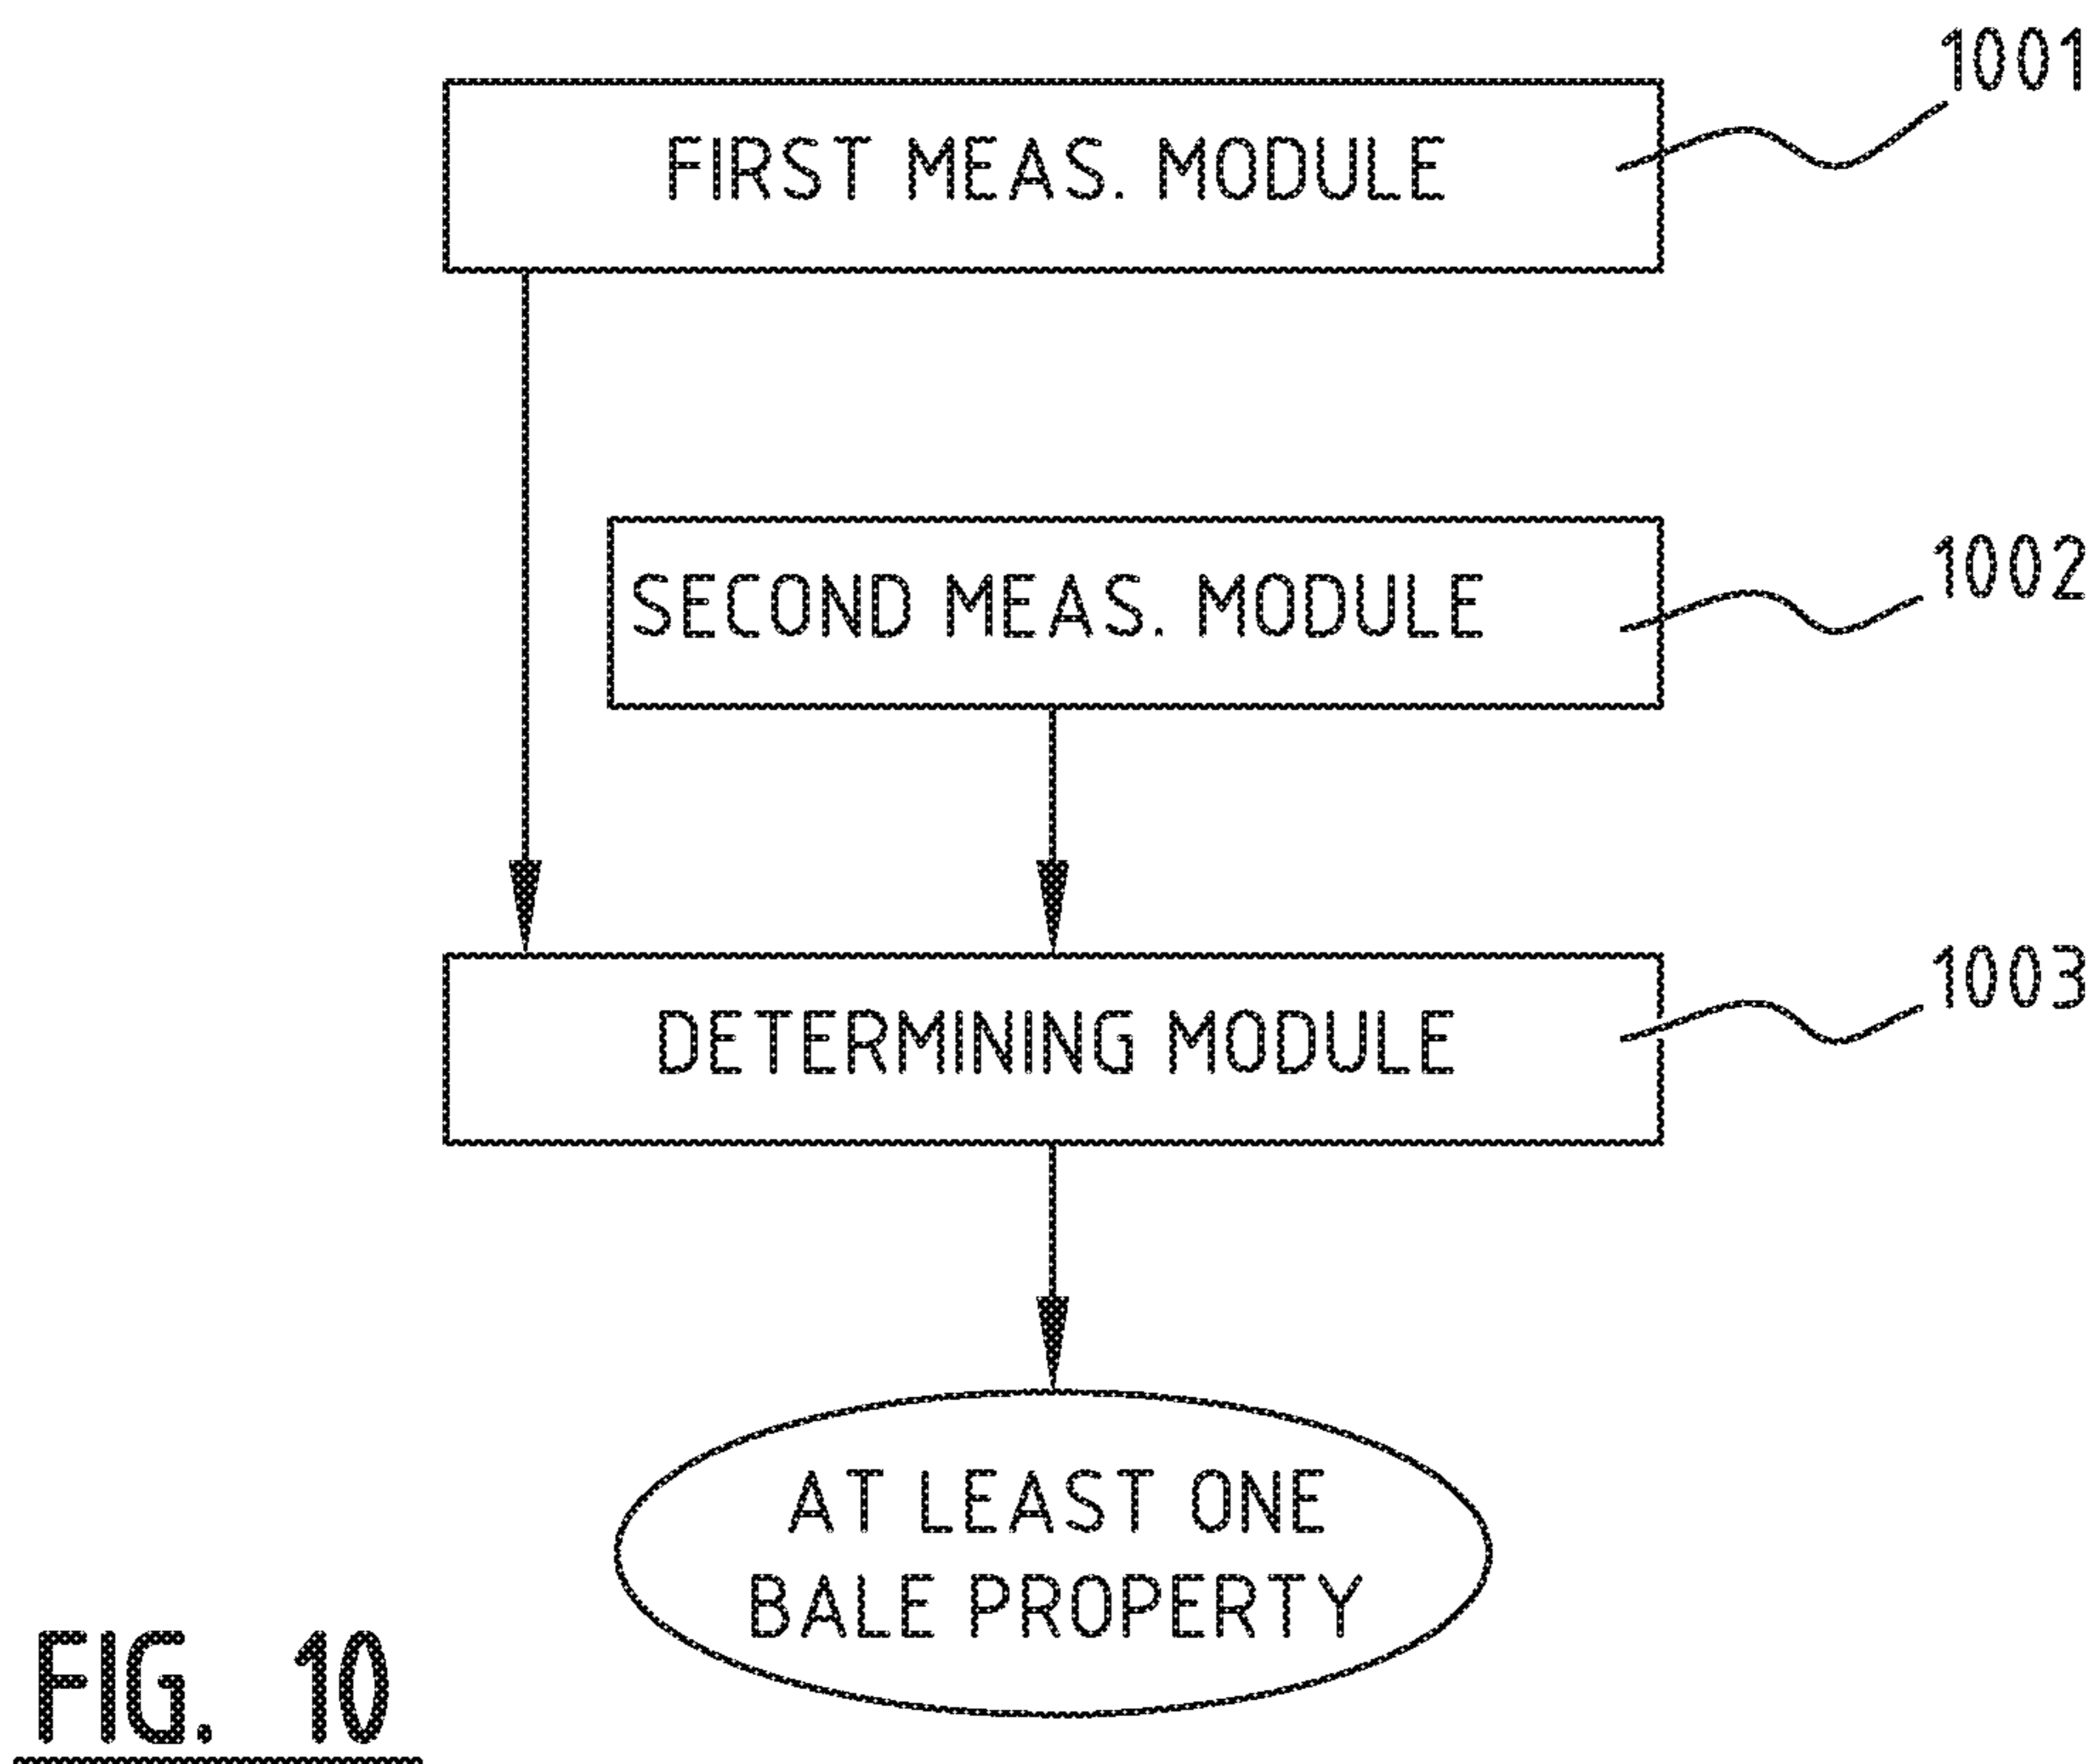 1001
FIRST MEAS. MODULE
1002
SECOND MEAS. MODULE
1003
DETERMINING MODULE
AT LEAST ONE
BALE PROPERTY
FIG. 10